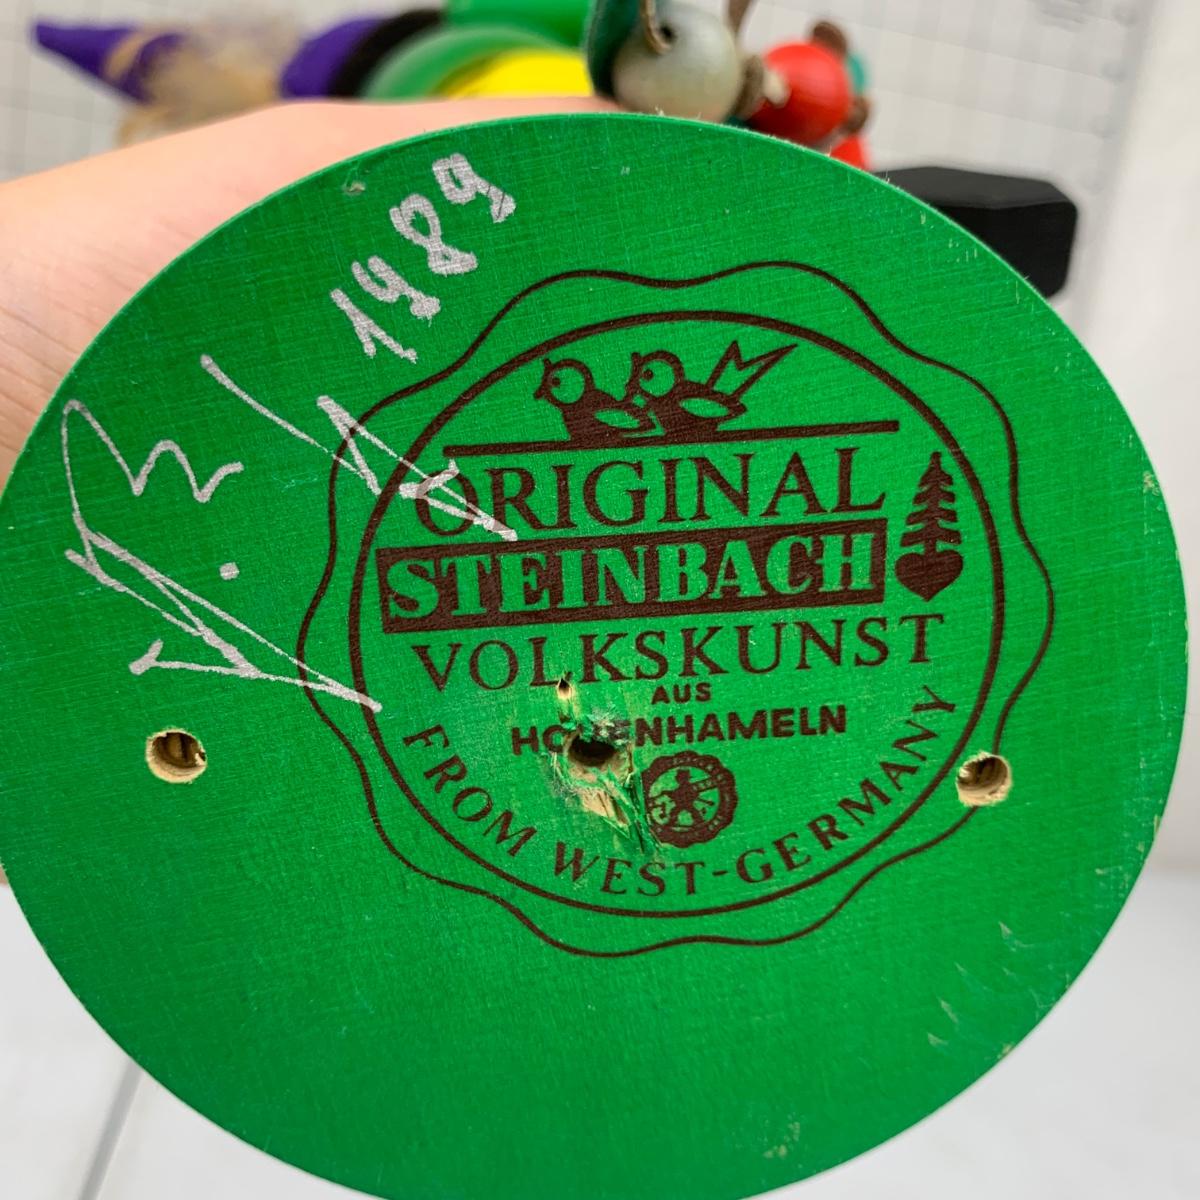 1989
ORIGINAL
STEINBACH
VOLKSKUNST
AUS
FROM WEST-GERMANY